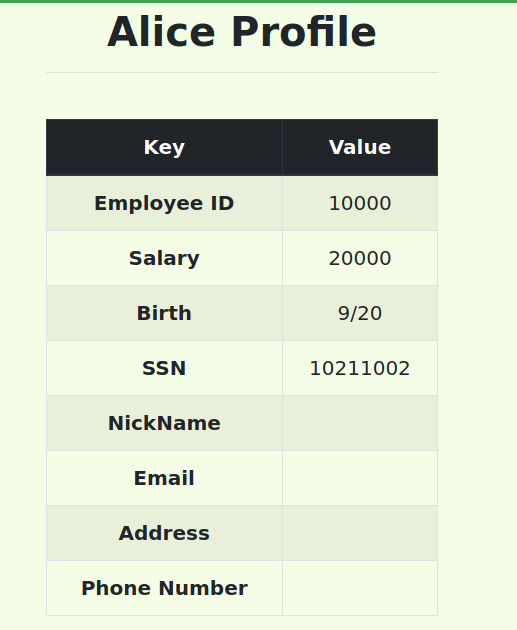 Alice Profile
Key Value
Employee ID 10000
Salary 20000
Birth 9/20
SSN 10211002
NickName
Email
Address
Phone Number